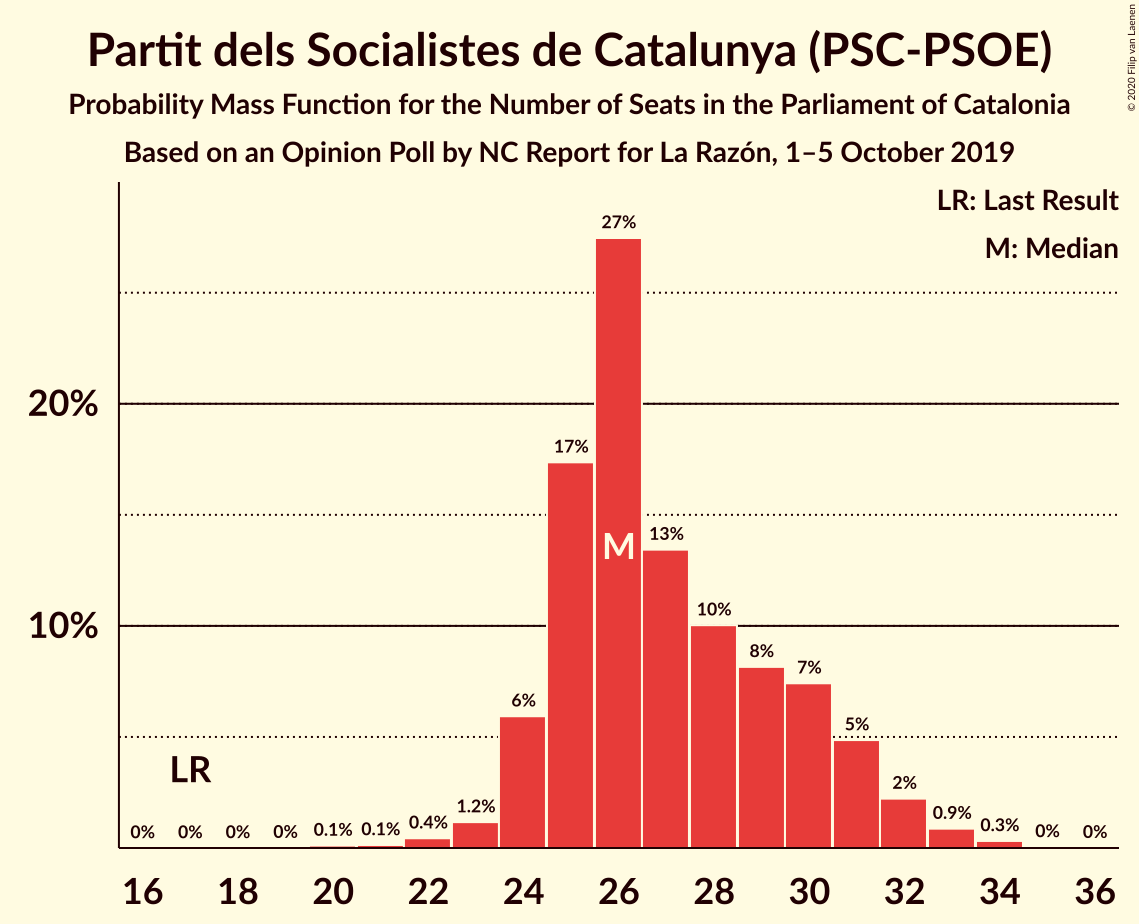 Partit dels Socialistes de Catalunya (PSC-PSOE)
Probability Mass Function for the Number of Seats in the Parliament of Catalonia
Based on an Opinion Poll by NC Report for La Razón, 1–5 October 2019
© 2020 Filip van Laenen
LR: Last Result
M: Median
27%
20%
17%
M
13%
10%
10%
8%
7%
6%
5%
LR
2%
0% 0% 0% 0% 0.1% 0.1% 0.4% 1.2% 0.9% 0.3% 0% 0%
16 18 20 22 24 26 28 30 32 34 36